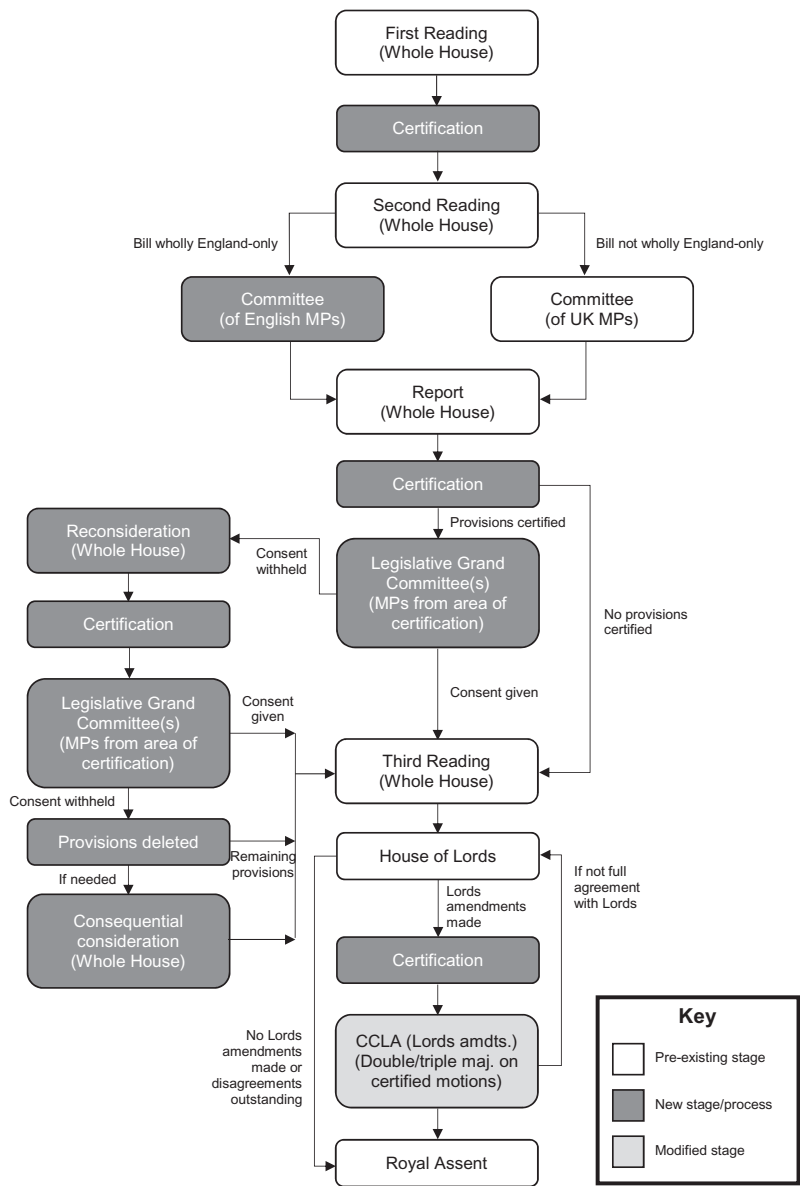 First Reading
(Whole House)
Certification
Second Reading
(Whole House)
Bill wholly England-only
Bill not wholly England-only
Committee
(of English MPs)
Committee
(of UK MPs)
Report
(Whole House)
Certification
Provisions certified
Reconsideration
(Whole House)
Consent
withheld
Legislative Grand
Committee(s)
(MPs from area of
certification)
No provisions
certified
Certification
Consent given
Legislative Grand
Committee(s)
(MPs from area of
certification)
Consent
given
Third Reading
(Whole House)
Consent withheld
Provisions deleted
Remaining
provisions
If needed
Consequential
consideration
(Whole House)
House of Lords
If not full
agreement
with Lords
Lords
amendments
made
Certification
No Lords
amendments
made or
disagreements
outstanding
CCLA (Lords amdts.)
(Double/triple maj. on
certified motions)
Royal Assent
Key
Pre-existing stage
New stage/process
Modified stage